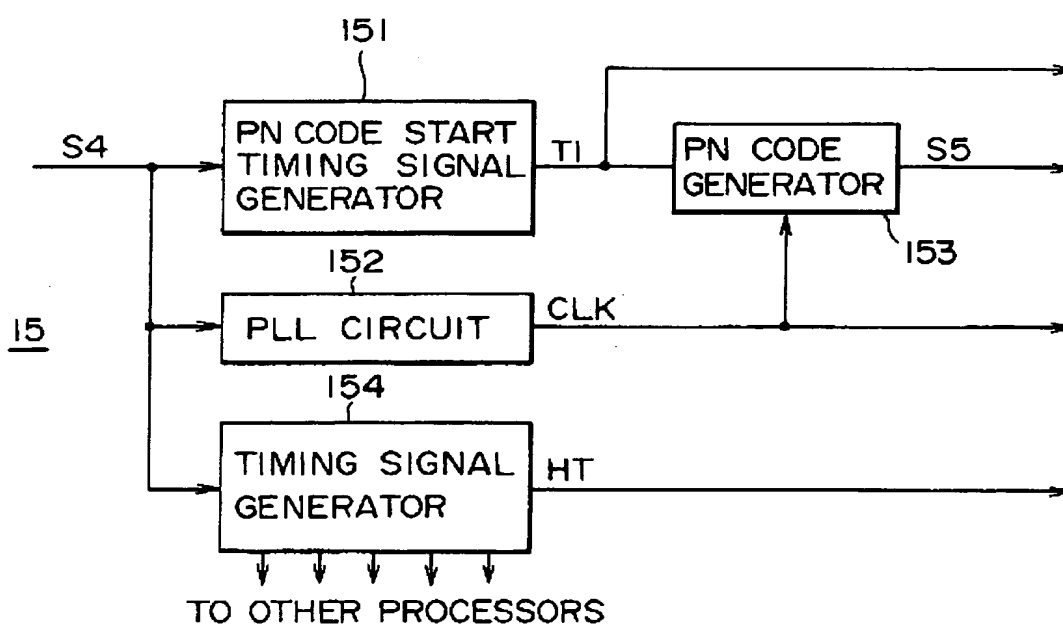 151
S4
PN CODE START
TIMING SIGNAL
GENERATOR
T1
PN CODE
GENERATOR
S5
153
152
15
PLL CIRCUIT
CLK
154
TIMING SIGNAL
GENERATOR
HT
TO OTHER PROCESSORS